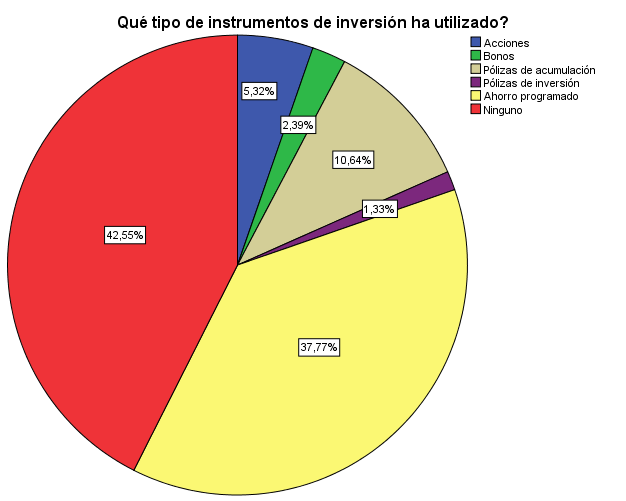 Qué tipo de instrumentos de inversión ha utilizado?
Acciones
Bonos
Pólizas de acumulación
Pólizas de inversión
Ahorro programado
Ninguno
5,32%
2,39%
10,64%
1,33%
42,55%
37,77%